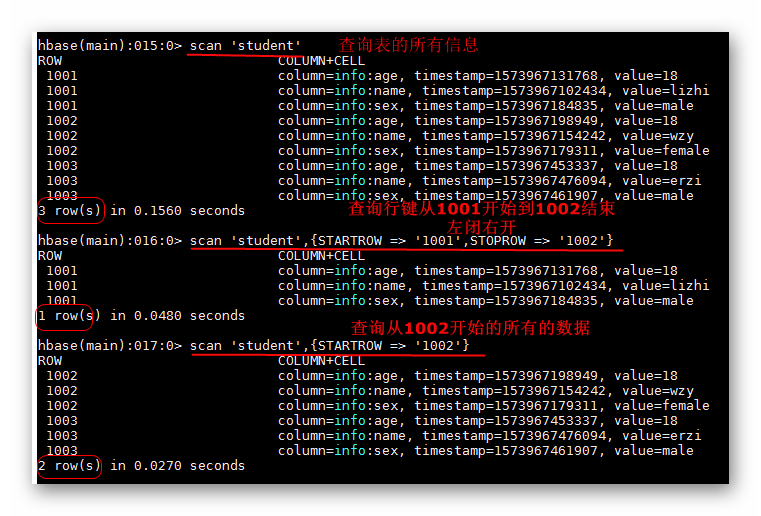 hbase(main):015:0> scan 'student' 查询表的所有信息
ROW COLUMN+CELL
1001 column=info:age, timestamp=1573967131768, value=18
1001 column=info:name, timestamp=1573967102434, value=lizhi
1001 column=info:sex, timestamp=1573967184835, value=male
1002 column=info:age, timestamp=1573967198949, value=18
1002 column=info:name, timestamp=1573967154242, value=wzy
1002 column=info:sex, timestamp=1573967179311, value=female
1003 column=info:age, timestamp=1573967453337, value=18
1003 column=info:name, timestamp=1573967476094, value=erzi
1003 column=info:sex, timestamp=1573967461907, value=male
3 row(s) in 0.1560 seconds
查询行键从1001开始到1002结束
左闭右开
hbase(main):016:0> scan 'student',{STARTROW => '1001',STOPROW => '1002'}
ROW COLUMN+CELL
1001 column=info:age, timestamp=1573967131768, value=18
1001 column=info:name, timestamp=1573967102434, value=lizhi
1001 column=info:sex, timestamp=1573967184835, value=male
1 row(s) in 0.0480 seconds
查询从1002开始的所有的数据
hbase(main):017:0> scan 'student',{STARTROW => '1002'}
ROW COLUMN+CELL
1002 column=info:age, timestamp=1573967198949, value=18
1002 column=info:name, timestamp=1573967154242, value=wzy
1002 column=info:sex, timestamp=1573967179311, value=female
1003 column=info:age, timestamp=1573967453337, value=18
1003 column=info:name, timestamp=1573967476094, value=erzi
1003 column=info:sex, timestamp=1573967461907, value=male
2 row(s) in 0.0270 seconds